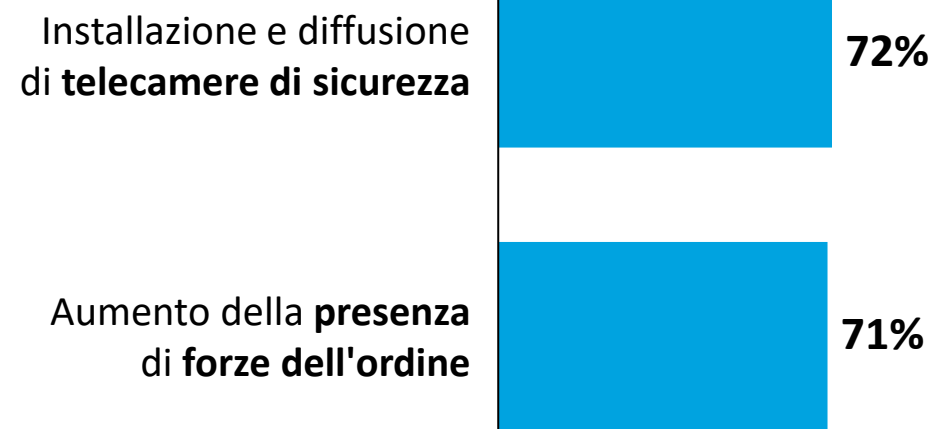 Installazione e diffusione
di telecamere di sicurezza
72%
Aumento della presenza
di forze dell'ordine
71%